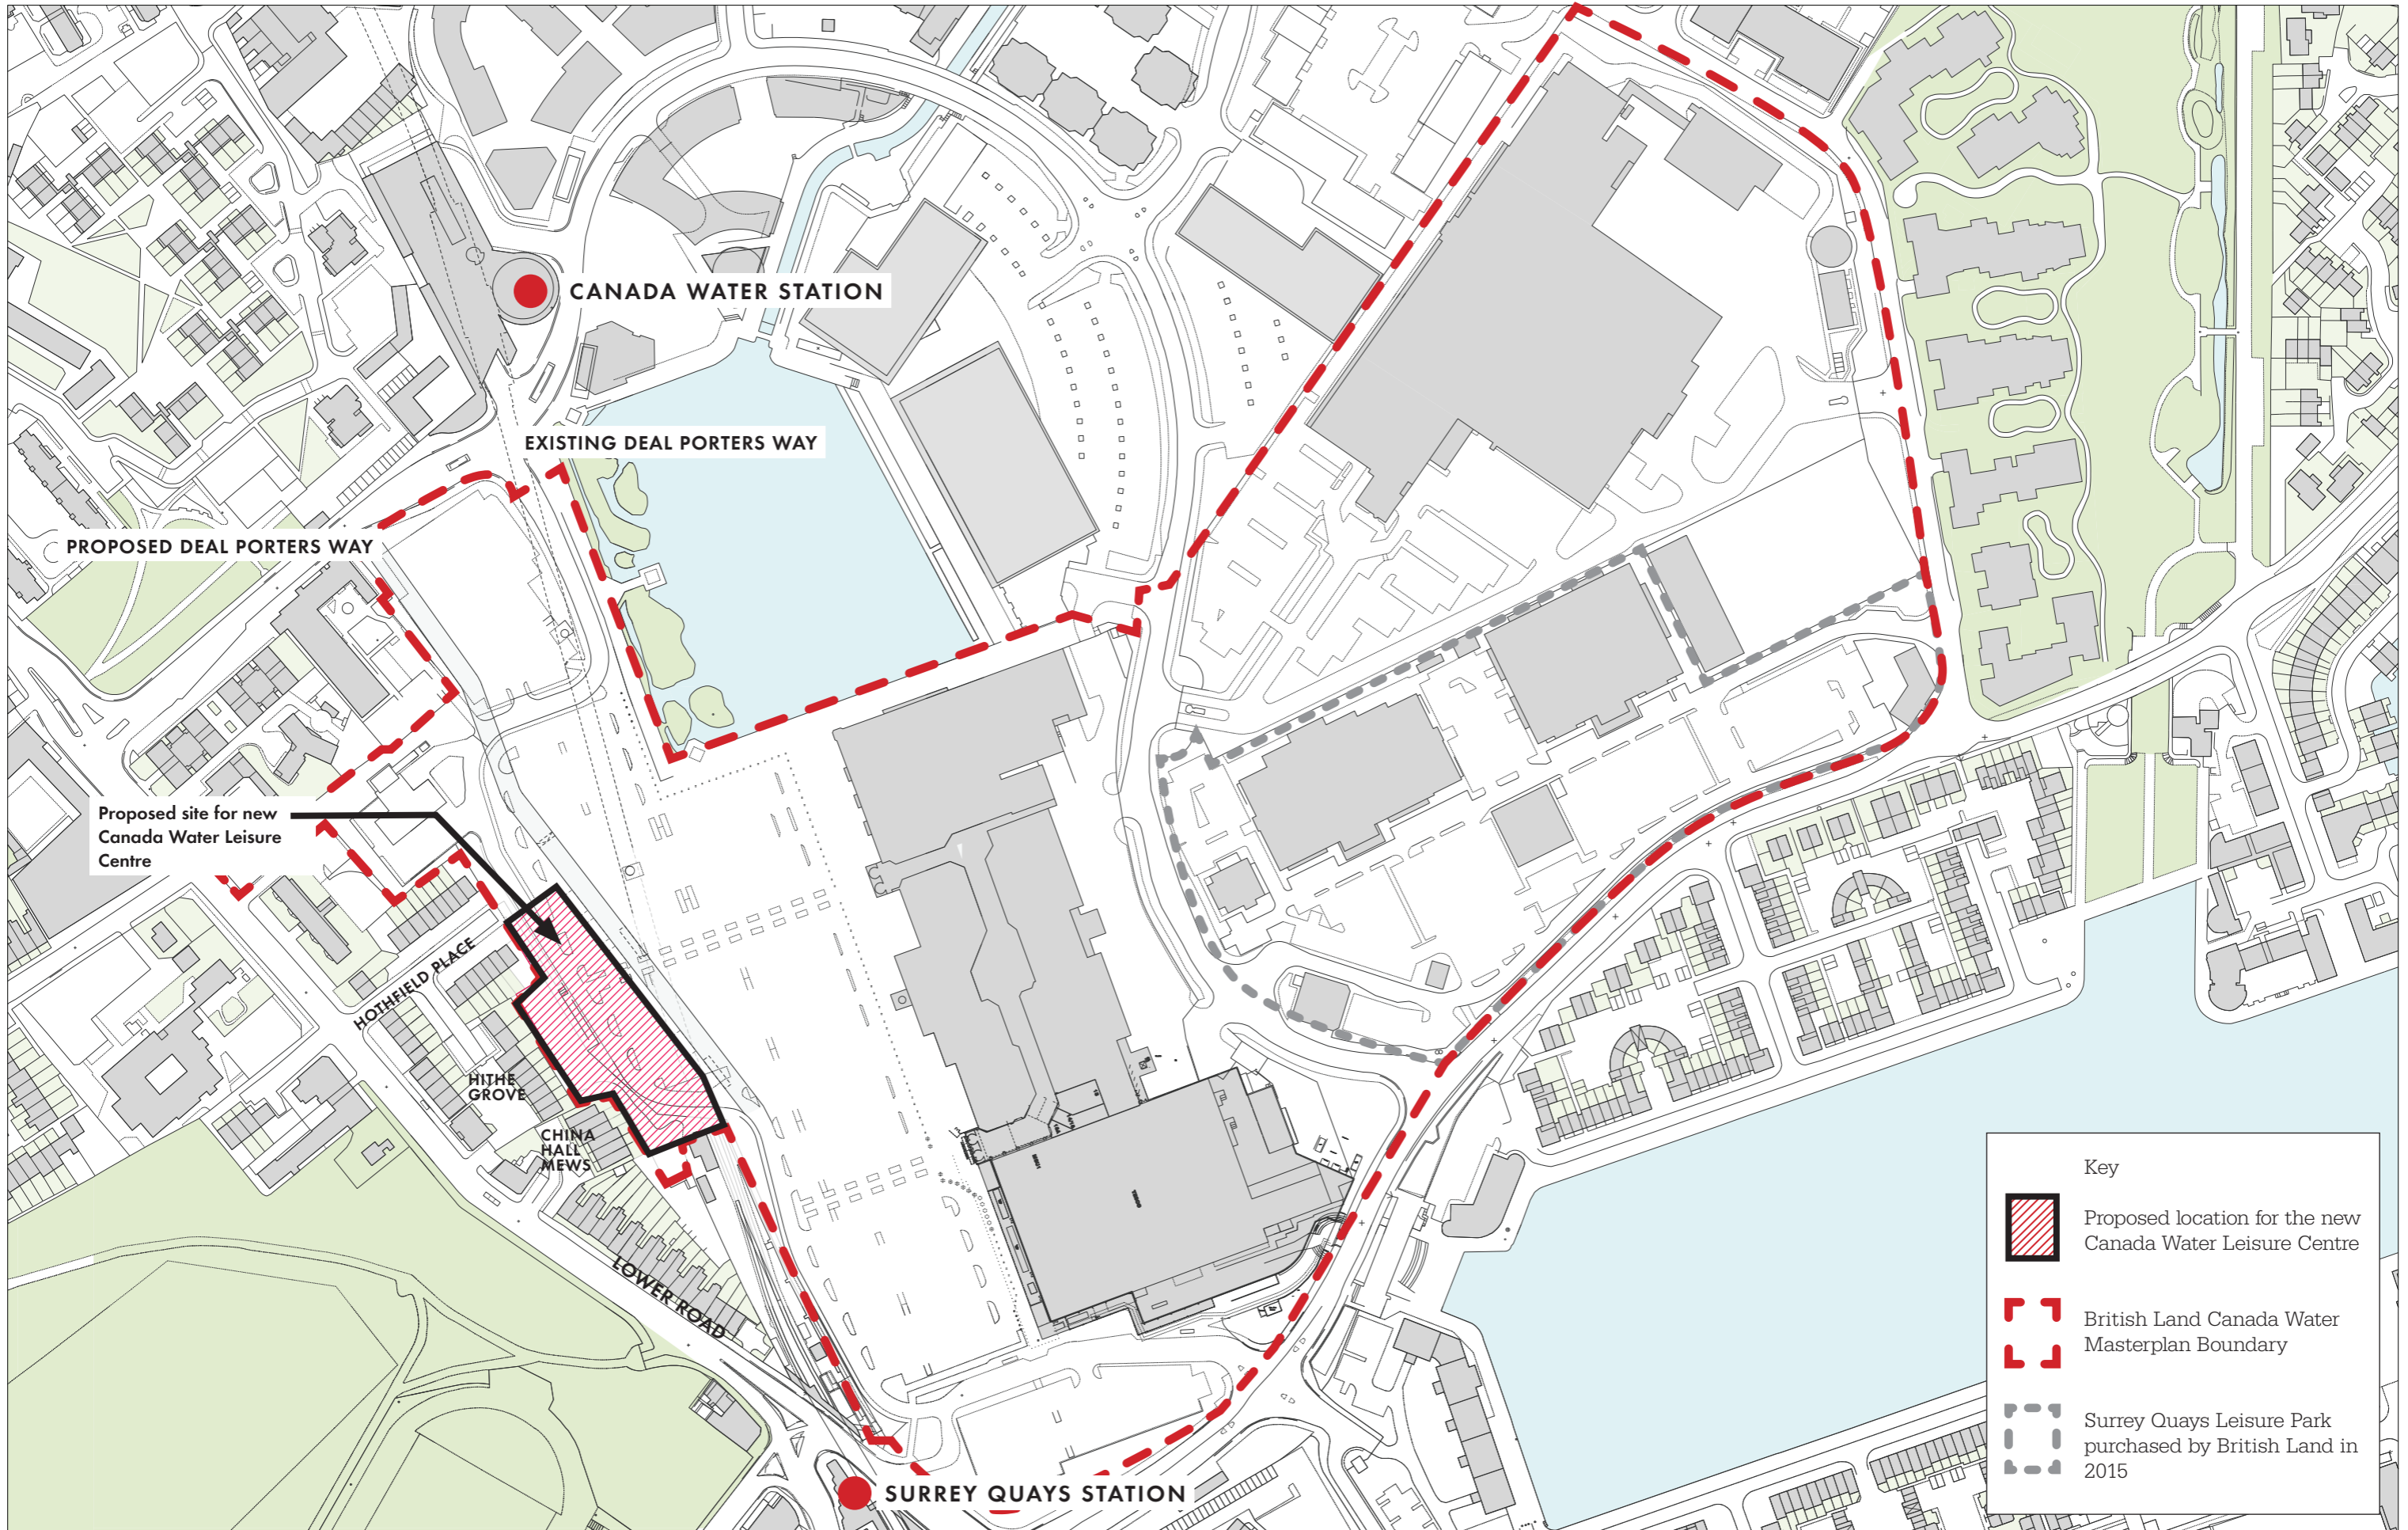 CANADA WATER STATION
EXISTING DEAL PORTERS WAY
PROPOSED DEAL PORTERS WAY
Proposed site for new
Canada Water Leisure
Centre
HOTHFIELD PLACE
HITHE
GROVE
CHINA
HALL
MEWS
LOWER ROAD
SURREY QUAYS STATION
Key
Proposed location for the new
Canada Water Leisure Centre
British Land Canada Water
Masterplan Boundary
Surrey Quays Leisure Park
purchased by British Land in
2015